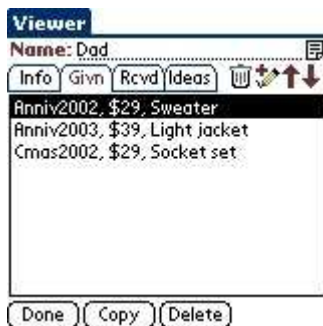 Viewer
Name: Dad
Info Givn Rcvd Ideas
Anniv2002, $29, Sweater
Anniv2003, $39, Light jacket
Cmas2002, $29, Socket set
Done Copy Delete